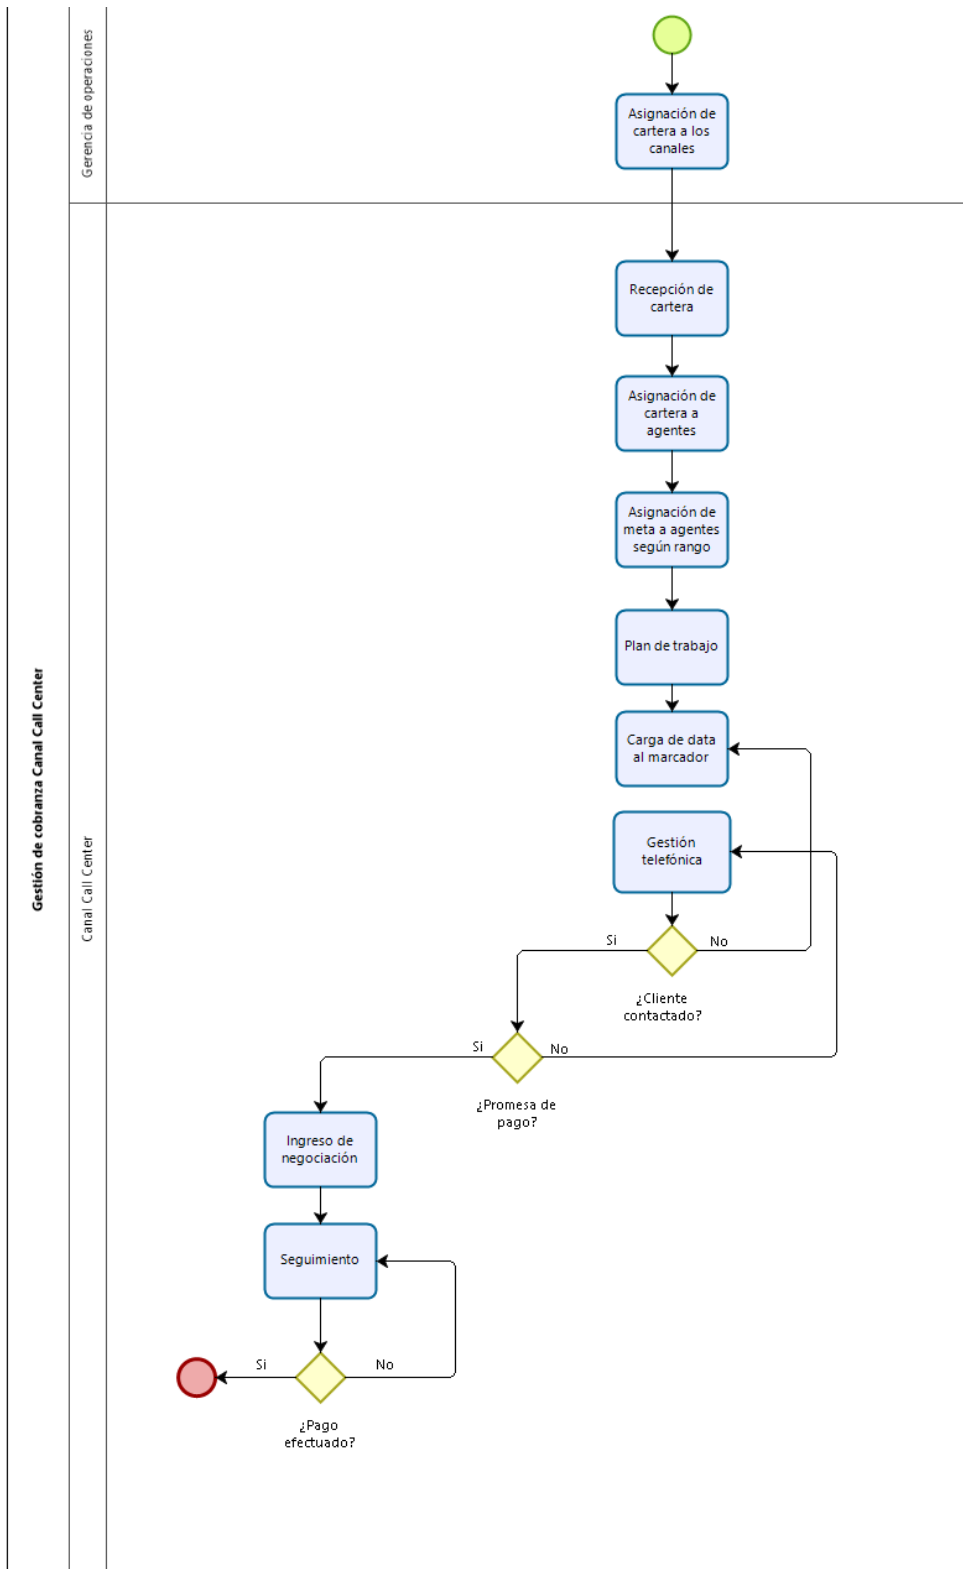 Gestión de cobranza Canal Call Center
Gerencia de operaciones
Asignación de
cartera a los
canales
Canal Call Center
Recepción de
cartera
Asignación de
cartera a
agentes
Asignación de
meta a agentes
según rango
Plan de trabajo
Carga de data
al marcador
Gestión
telefónica
Si
No
¿Cliente
contactado?
Si
No
¿Promesa de
pago?
Ingreso de
negociación
Seguimiento
Si
No
¿Pago
efectuado?